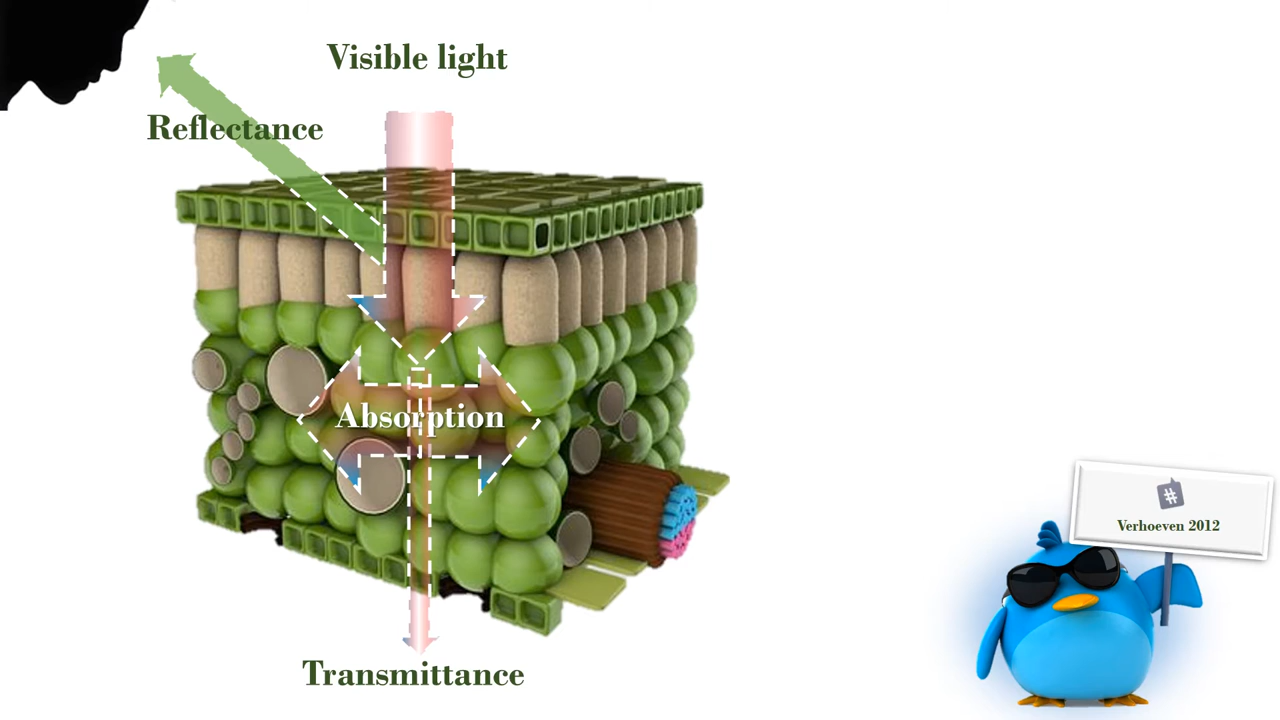 Visible light
Reflectance
Absorption
Transmittance
#
Verhoeven 2012